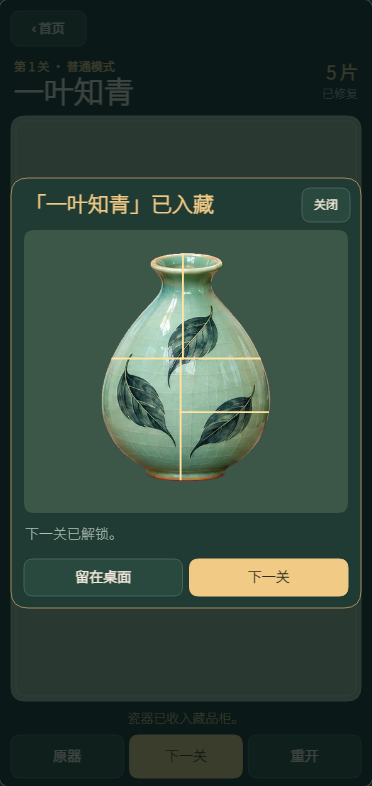 ‹首页
第1关 · 普通模式
一叶知青
5片
已修复
「一叶知青」已入藏
关闭
下一关已解锁。
留在桌面
下一关
瓷器已收入藏品柜。
原器
下一关
重开